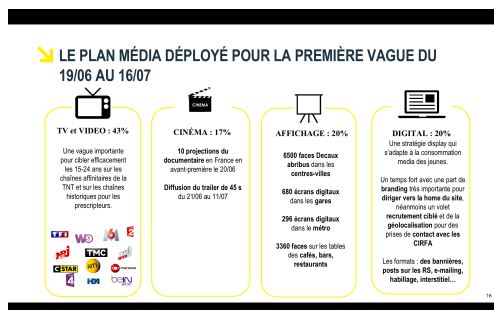 LE PLAN MÉDIA DÉPLOYÉ POUR LA PREMIÈRE VAGUE DU
19/06 AU 16/07
TV et VIDEO : 43%
Une vague importante
pour cibler efficacement
les 15-24 ans sur les
chaînes affinitaires de la
TNT et sur les chaînes
historiques pour les
prescripteurs.
TF1
W9
M6
2
NRJ
TMC
CSTAR
NT1
4
HD1
beIN
CINEMA
CINÉMA : 17%
10 projections du
documentaire en France en
avant-première le 20/06
Diffusion du trailer de 45 s
du 21/06 au 11/07
AFFICHAGE : 20%
6500 faces Decaux
abribus dans les
centres-villes
680 écrans digitaux
dans les gares
296 écrans digitaux
dans le métro
3360 faces sur les tables
des cafés, bars,
restaurants
DIGITAL : 20%
Une stratégie display qui
s'adapte à la consommation
media des jeunes.
Un temps fort avec une part de
branding très importante pour
diriger vers la home du site,
néanmoins un volet
recrutement ciblé et de la
géolocalisation pour des
prises de contact avec les
CIRFA
Les formats : des bannières,
posts sur les RS, e-mailing,
habillage, interstitiel…
16